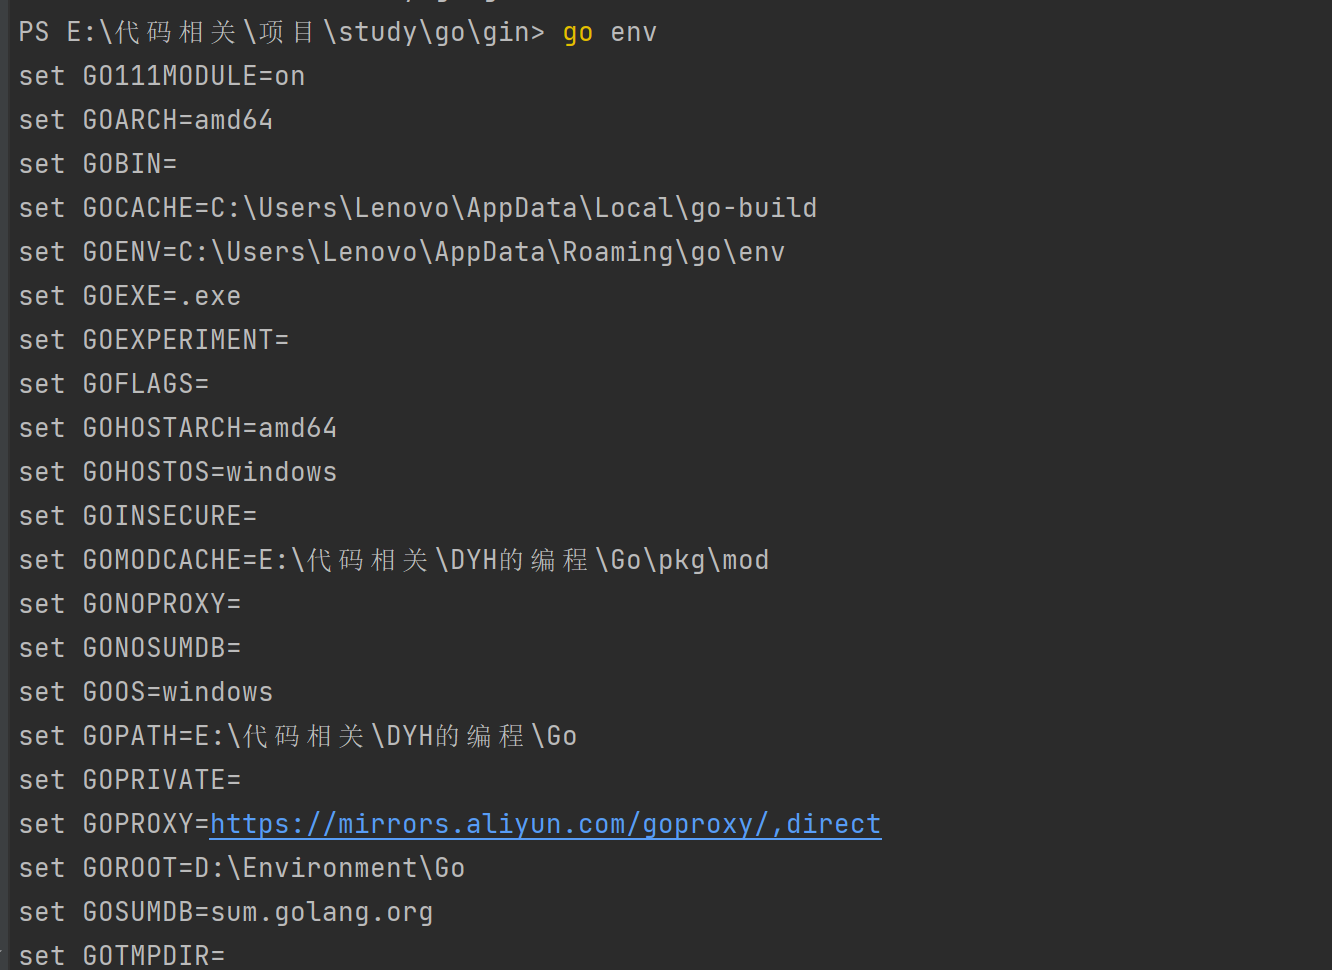 PS E:\代码相关\项目\study\go\gin> go env
set GO111MODULE=on
set GOARCH=amd64
set GOBIN=
set GOCACHE=C:\Users\Lenovo\AppData\Local\go-build
set GOENV=C:\Users\Lenovo\AppData\Roaming\go\env
set GOEXE=.exe
set GOEXPERIMENT=
set GOFLAGS=
set GOHOSTARCH=amd64
set GOHOSTOS=windows
set GOINSECURE=
set GOMODCACHE=E:\代码相关\DYH的编程\Go\pkg\mod
set GONOPROXY=
set GONOSUMDB=
set GOOS=windows
set GOPATH=E:\代码相关\DYH的编程\Go
set GOPRIVATE=
set GOPROXY=https://mirrors.aliyun.com/goproxy/,direct
set GOROOT=D:\Environment\Go
set GOSUMDB=sum.golang.org
set GOTMPDIR=